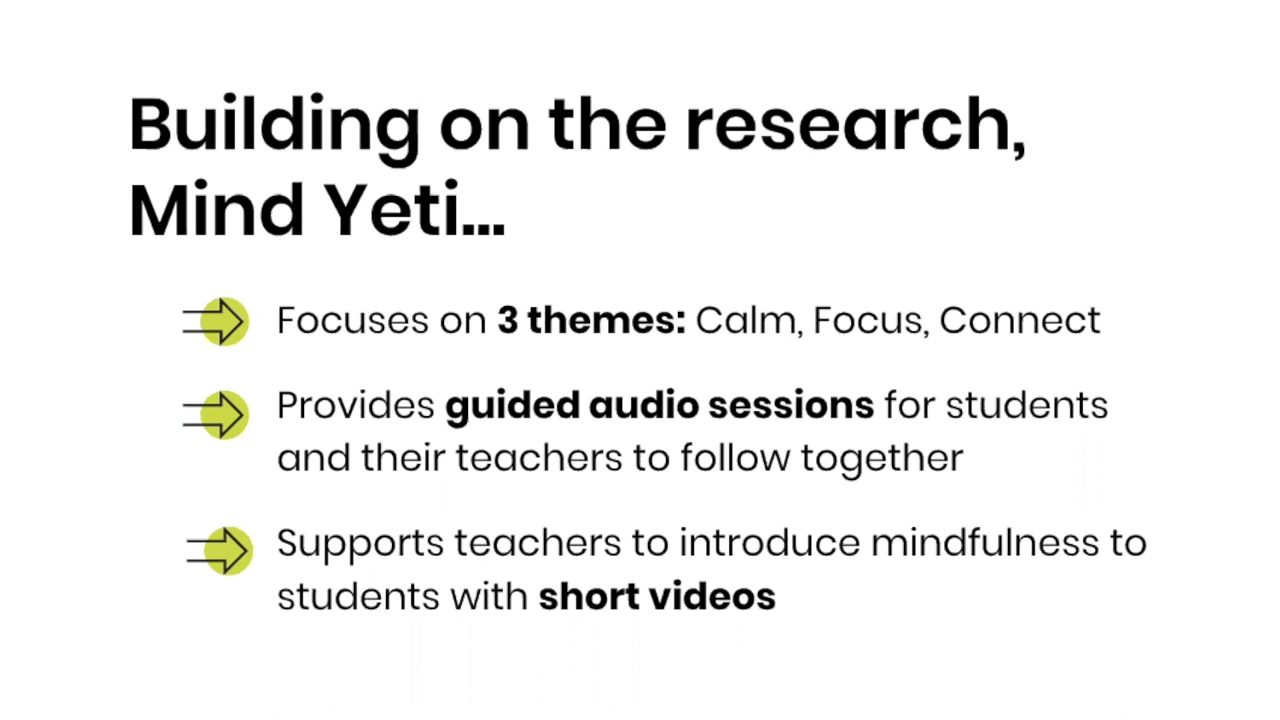 Building on the research,
Mind Yeti...
Focuses on 3 themes: Calm, Focus, Connect
Provides guided audio sessions for students
and their teachers to follow together
Supports teachers to introduce mindfulness to
students with short videos